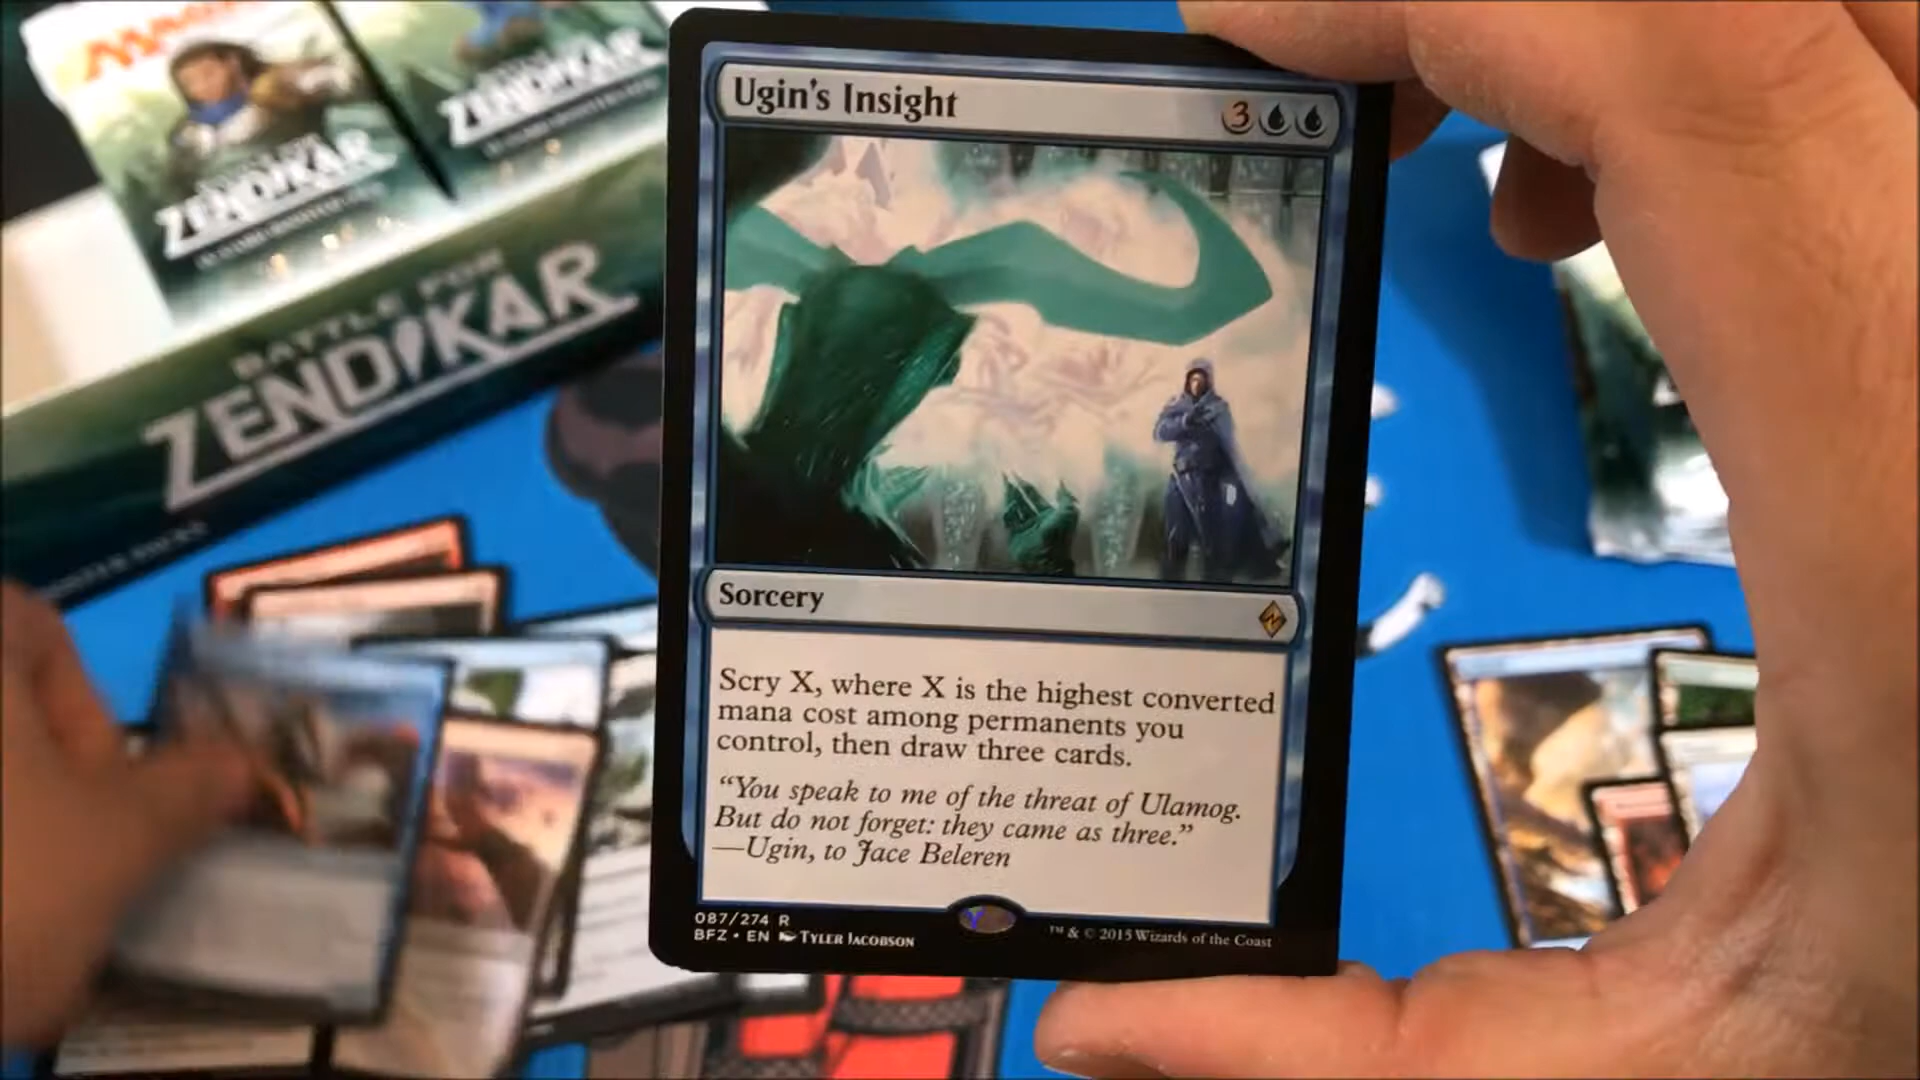 MAGIC
ZENDIKAR
ZENDIKAR
BATTLE FOR
ZENDIKAR
Ugin's Insight
3
Sorcery
Scry X, where X is the highest converted
mana cost among permanents you
control, then draw three cards.
“You speak to me of the threat of Ulamog.
But do not forget: they came as three.”
—Ugin, to Jace Beleren
087/274 R
BFZ • EN Tyler Jacobson
™ & © 2015 Wizards of the Coast